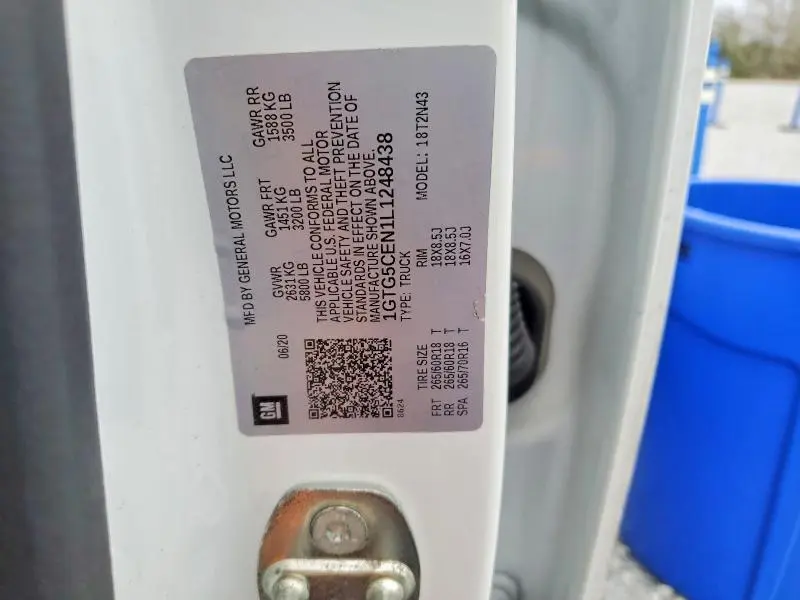 GM
06/20
MFD BY GENERAL MOTORS LLC
GVWR
2631 KG
5800 LB
GAWR FRT
1451 KG
3200 LB
GAWR RR
1588 KG
3500 LB
THIS VEHICLE CONFORMS TO ALL
APPLICABLE U.S. FEDERAL MOTOR
VEHICLE SAFETY AND THEFT PREVENTION
STANDARDS IN EFFECT ON THE DATE OF
MANUFACTURE SHOWN ABOVE.
1GTG5CEN1L1248438
TYPE: TRUCK MODEL: 18T2N43
8624
TIRE SIZE RIM
FRT 265/60R18 T 18X8.5J
RR 265/60R18 T 18X8.5J
SPA 265/70R16 T 16X7.0J